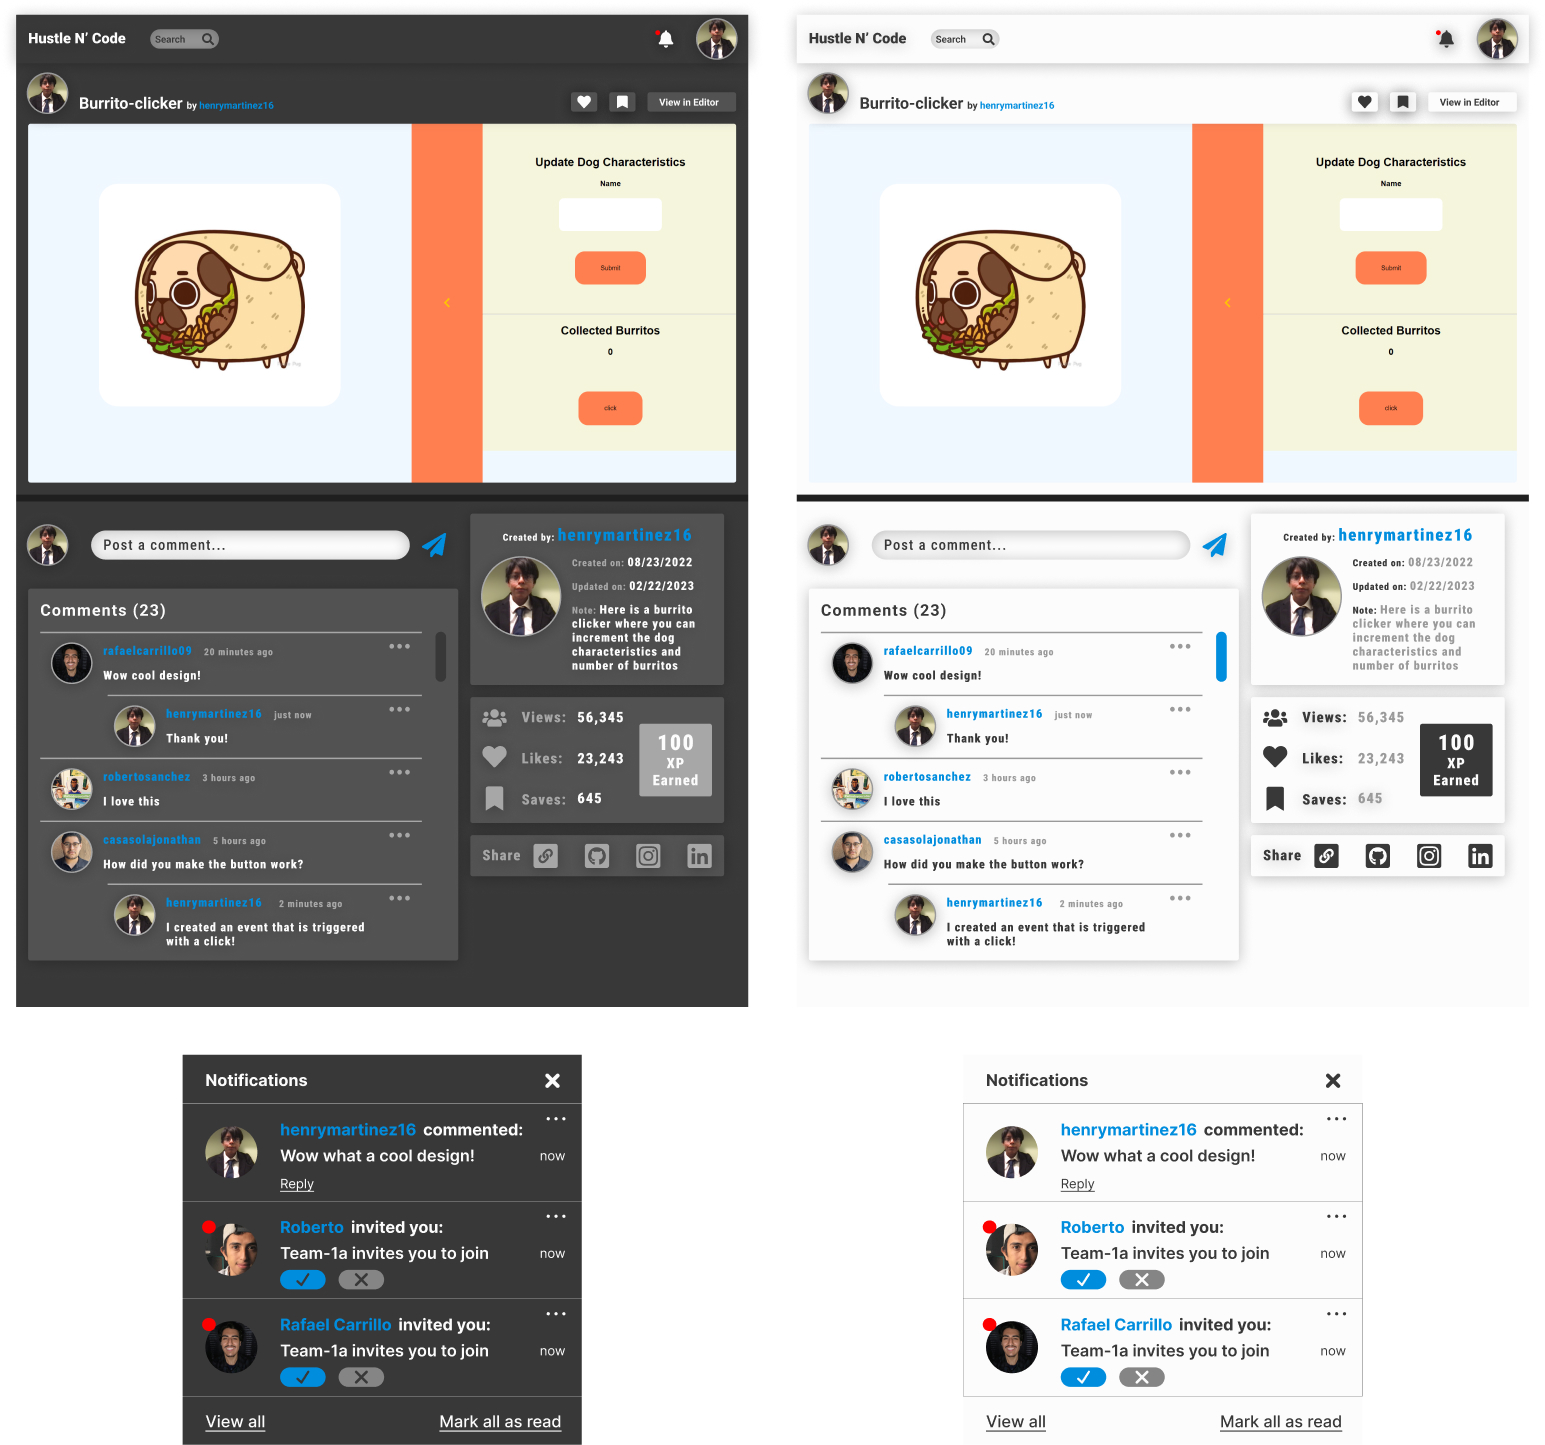 Hustle N' Code
Search
Burrito-clicker by henrymartinez16
View in Editor
Update Dog Characteristics
Name
Submit
Collected Burritos
0
click
Post a comment...
Comments (23)
rafaelcarrillo09 20 minutes ago
Wow cool design!
henrymartinez16 just now
Thank you!
robertosanchez 3 hours ago
I love this
casasolajonathan 5 hours ago
How did you make the button work?
henrymartinez16 2 minutes ago
I created an event that is triggered
with a click!
Created by: henrymartinez16
Created on: 08/23/2022
Updated on: 02/22/2023
Note: Here is a burrito
clicker where you can
increment the dog
characteristics and
number of burritos
Views: 56,345
Likes: 23,243
Saves: 645
100
XP
Earned
Share
Notifications
henrymartinez16 commented:
Wow what a cool design!
now
Reply
Roberto invited you:
Team-1a invites you to join
now
Rafael Carrillo invited you:
Team-1a invites you to join
now
View all
Mark all as read
Hustle N' Code
Search
Burrito-clicker by henrymartinez16
View in Editor
Update Dog Characteristics
Name
Submit
Collected Burritos
0
click
Post a comment...
Comments (23)
rafaelcarrillo09 20 minutes ago
Wow cool design!
henrymartinez16 just now
Thank you!
robertosanchez 3 hours ago
I love this
casasolajonathan 5 hours ago
How did you make the button work?
henrymartinez16 2 minutes ago
I created an event that is triggered
with a click!
Created by: henrymartinez16
Created on: 08/23/2022
Updated on: 02/22/2023
Note: Here is a burrito
clicker where you can
increment the dog
characteristics and
number of burritos
Views: 56,345
Likes: 23,243
Saves: 645
100
XP
Earned
Share
Notifications
henrymartinez16 commented:
Wow what a cool design!
now
Reply
Roberto invited you:
Team-1a invites you to join
now
Rafael Carrillo invited you:
Team-1a invites you to join
now
View all
Mark all as read